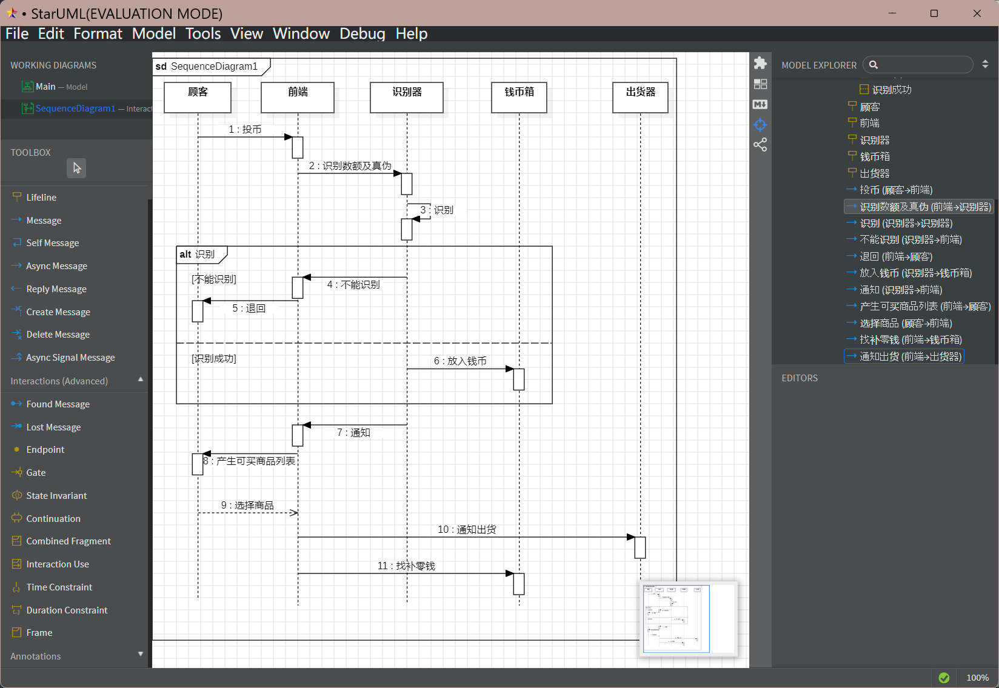 • StarUML(EVALUATION MODE)
File Edit Format Model Tools View Window Debug Help
WORKING DIAGRAMS
Main — Model
SequenceDiagram1 — Interact
TOOLBOX
Lifeline
Message
Self Message
Async Message
Reply Message
Create Message
Delete Message
Async Signal Message
Interactions (Advanced)
Found Message
Lost Message
Endpoint
Gate
State Invariant
Continuation
Combined Fragment
Interaction Use
Time Constraint
Duration Constraint
Frame
Annotations
sd SequenceDiagram1
顾客 前端 识别器 钱币箱 出货器
1 : 投币
2 : 识别数额及真伪
3 : 识别
alt 识别
[不能识别]
4 : 不能识别
5 : 退回
[识别成功]
6 : 放入钱币
7 : 通知
8 : 产生可买商品列表
9 : 选择商品
10 : 通知出货
11 : 找补零钱
MODEL EXPLORER
识别成功
顾客
前端
识别器
钱币箱
出货器
投币 (顾客→前端)
识别数额及真伪 (前端→识别器)
识别 (识别器→识别器)
不能识别 (识别器→前端)
退回 (前端→顾客)
放入钱币 (识别器→钱币箱)
通知 (识别器→前端)
产生可买商品列表 (前端→顾客)
选择商品 (顾客→前端)
找补零钱 (前端→钱币箱)
通知出货 (前端→出货器)
EDITORS
100%